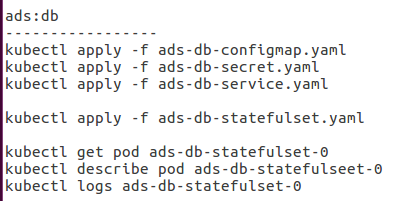 ads:db
-----------------
kubectl apply -f ads-db-configmap.yaml
kubectl apply -f ads-db-secret.yaml
kubectl apply -f ads-db-service.yaml
kubectl apply -f ads-db-statefulset.yaml
kubectl get pod ads-db-statefulset-0
kubectl describe pod ads-db-statefulseet-0
kubectl logs ads-db-statefulset-0